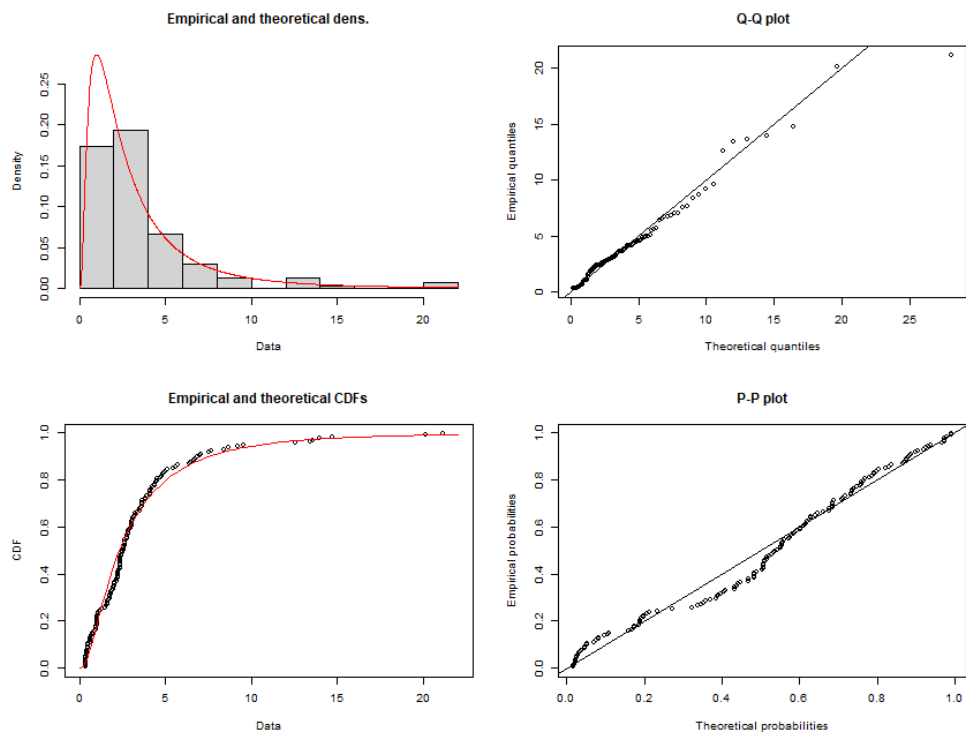 Empirical and theoretical dens.
Density
0.00 0.05 0.10 0.15 0.20 0.25
0 5 10 15 20
Data
Q-Q plot
Empirical quantiles
0 5 10 15 20
0 5 10 15 20 25
Theoretical quantiles
Empirical and theoretical CDFs
CDF
0.0 0.2 0.4 0.6 0.8 1.0
0 5 10 15 20
Data
P-P plot
Empirical probabilities
0.0 0.2 0.4 0.6 0.8 1.0
0.0 0.2 0.4 0.6 0.8 1.0
Theoretical probabilities